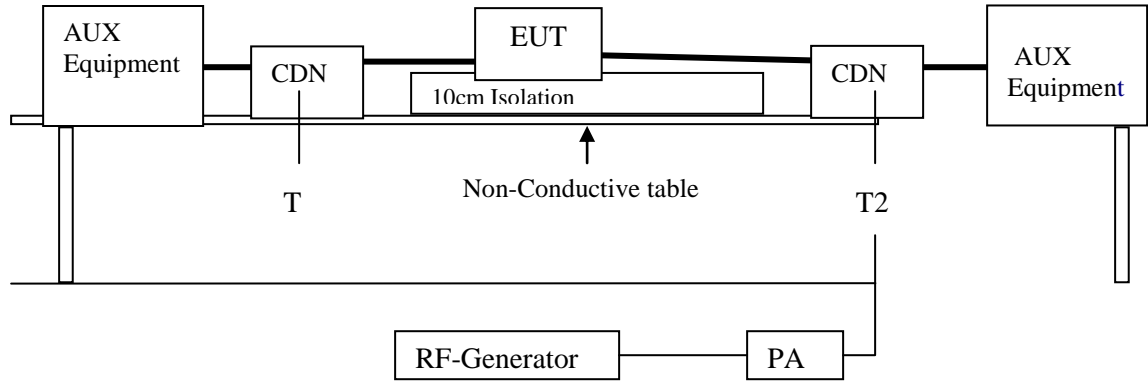 AUX
Equipment
CDN
EUT
10cm Isolation
CDN
AUX
Equipment
Non-Conductive table
T
T2
RF-Generator
PA